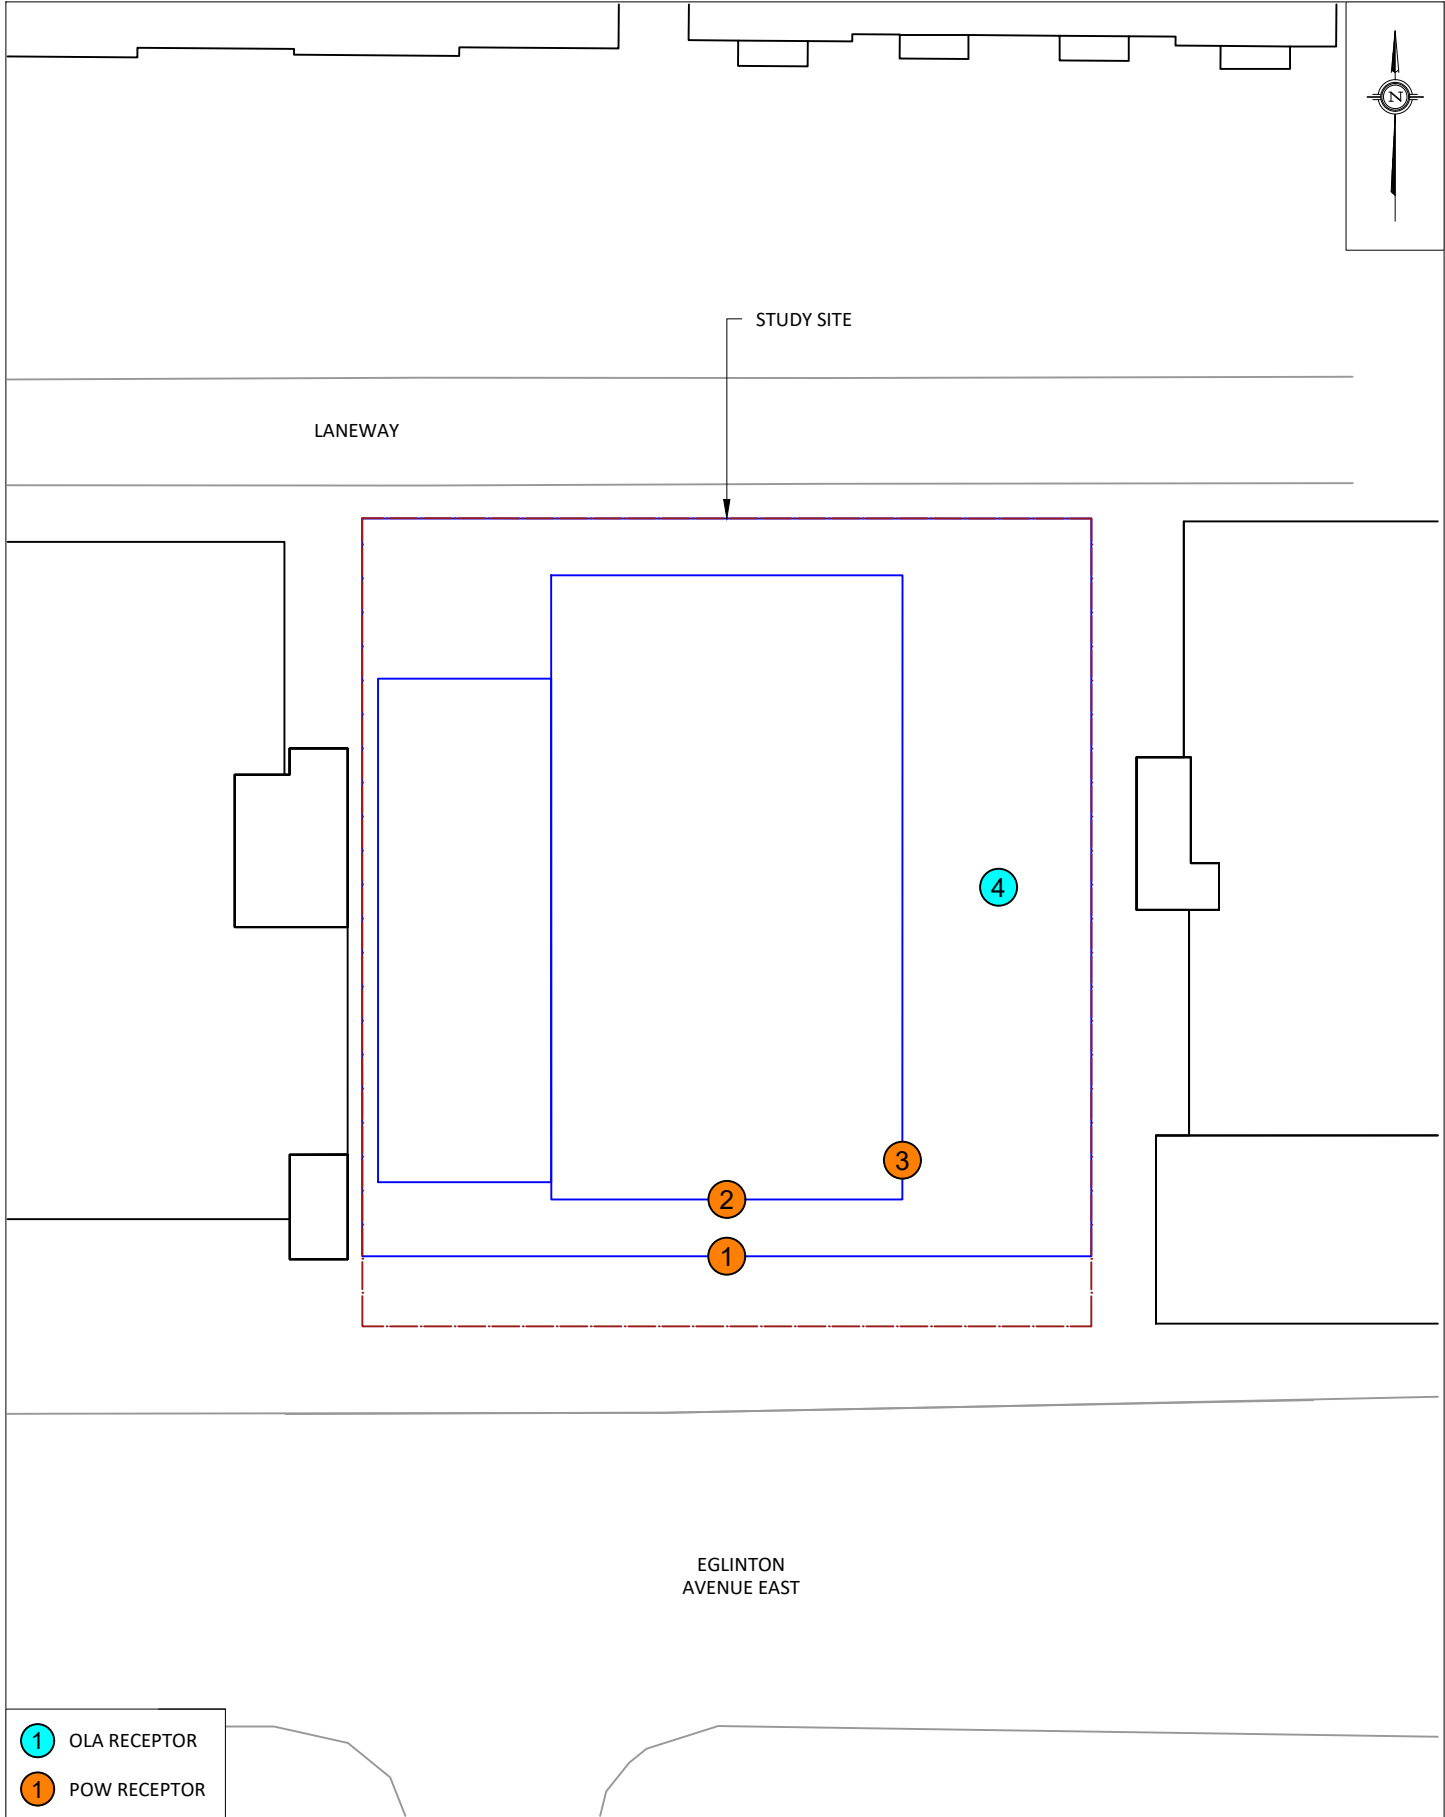 N
STUDY SITE
LANEWAY
4
3
2
1
EGLINTON
AVENUE EAST
1 OLA RECEPTOR
1 POW RECEPTOR